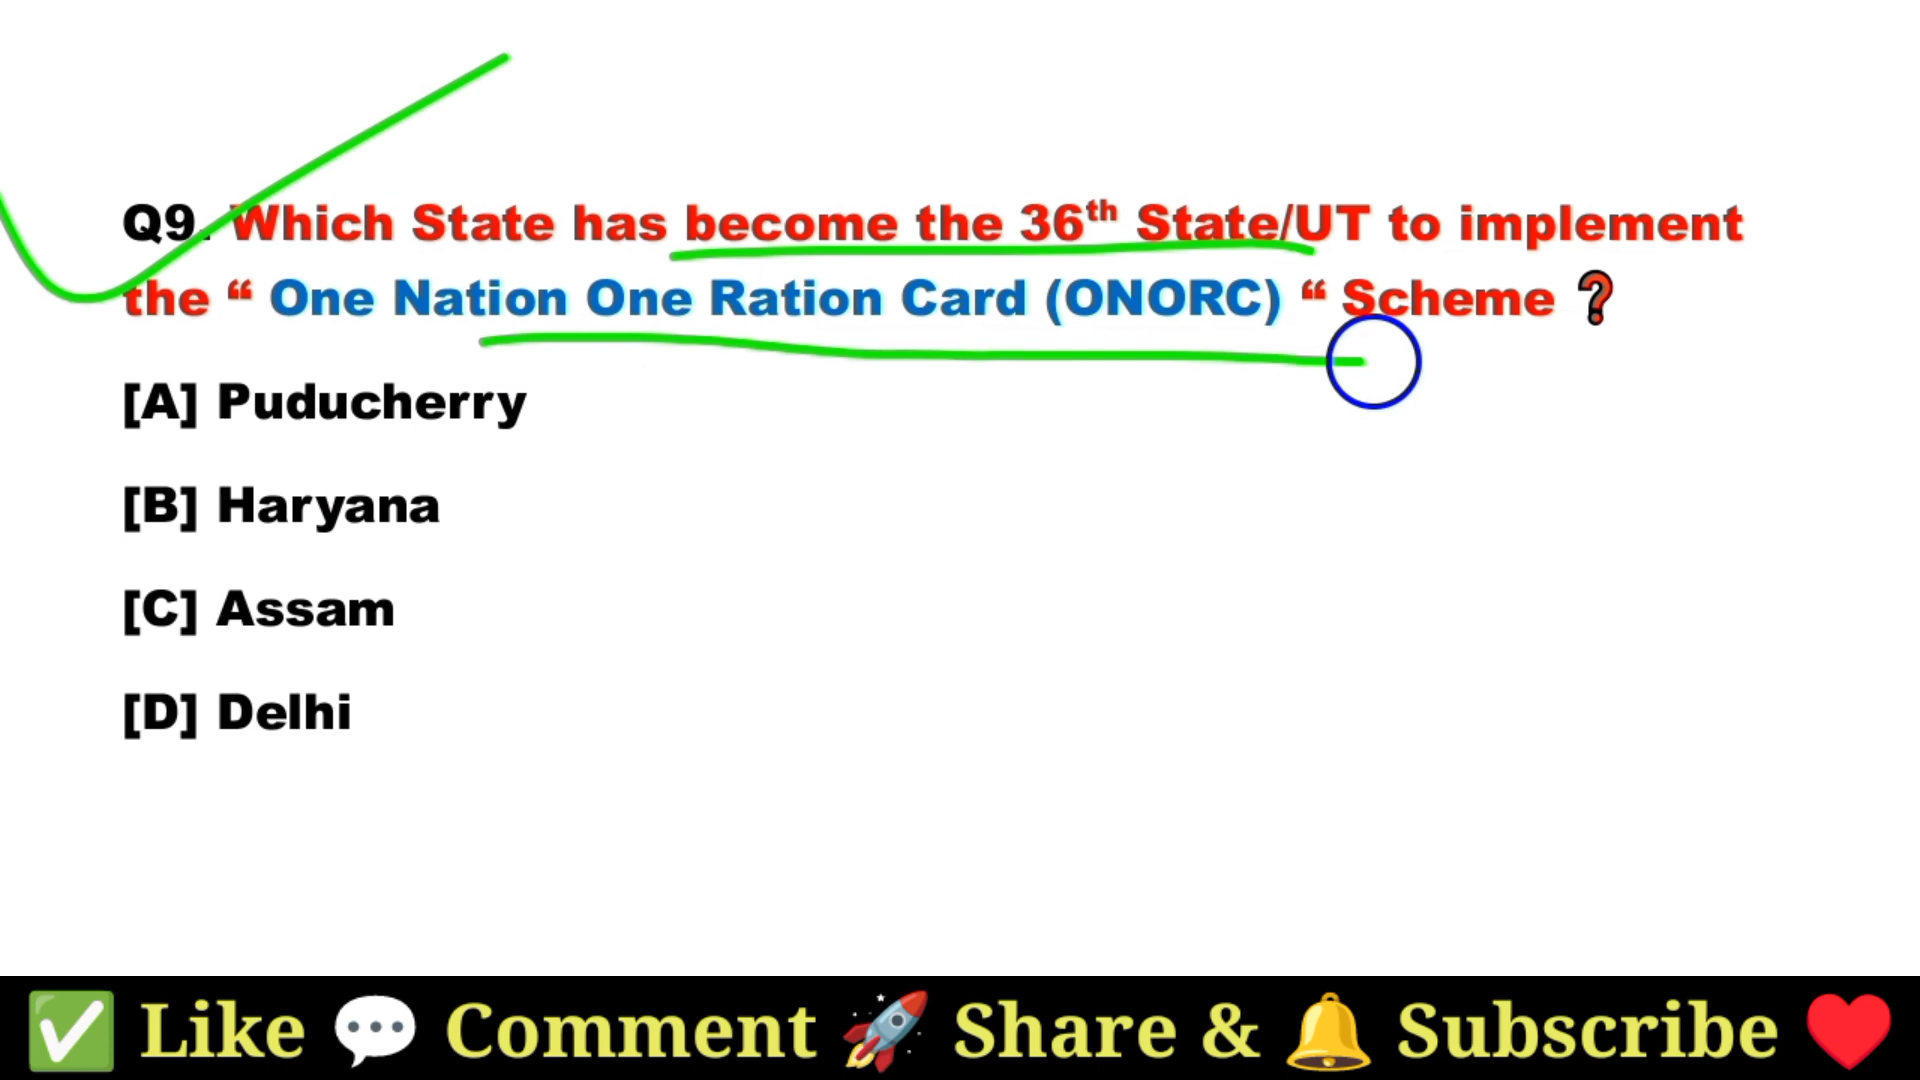 Q9. Which State has become the 36th State/UT to implement
the “ One Nation One Ration Card (ONORC) “ Scheme ❓
[A] Puducherry
[B] Haryana
[C] Assam
[D] Delhi
✅ Like 💬 Comment 🚀 Share & 🔔 Subscribe ❤️